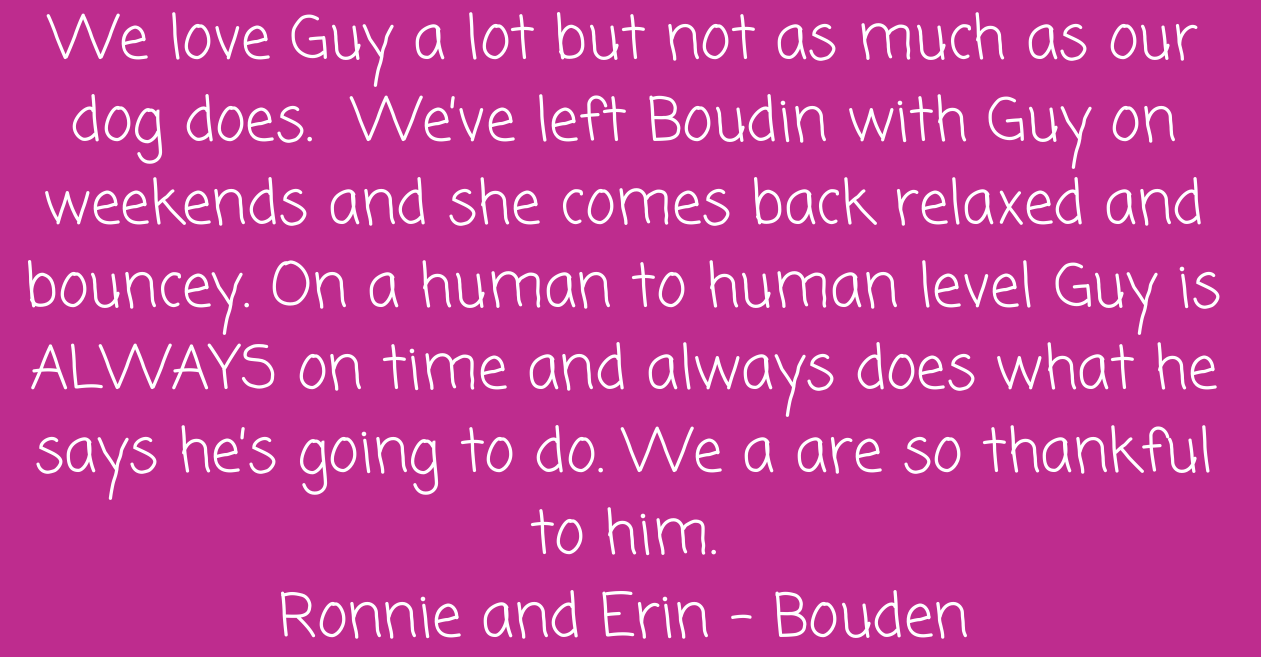 We love Guy a lot but not as much as our
dog does.  We've left Boudin with Guy on
weekends and she comes back relaxed and
bouncey. On a human to human level Guy is
ALWAYS on time and always does what he
says he's going to do. We a are so thankful
to him.
Ronnie and Erin - Bouden